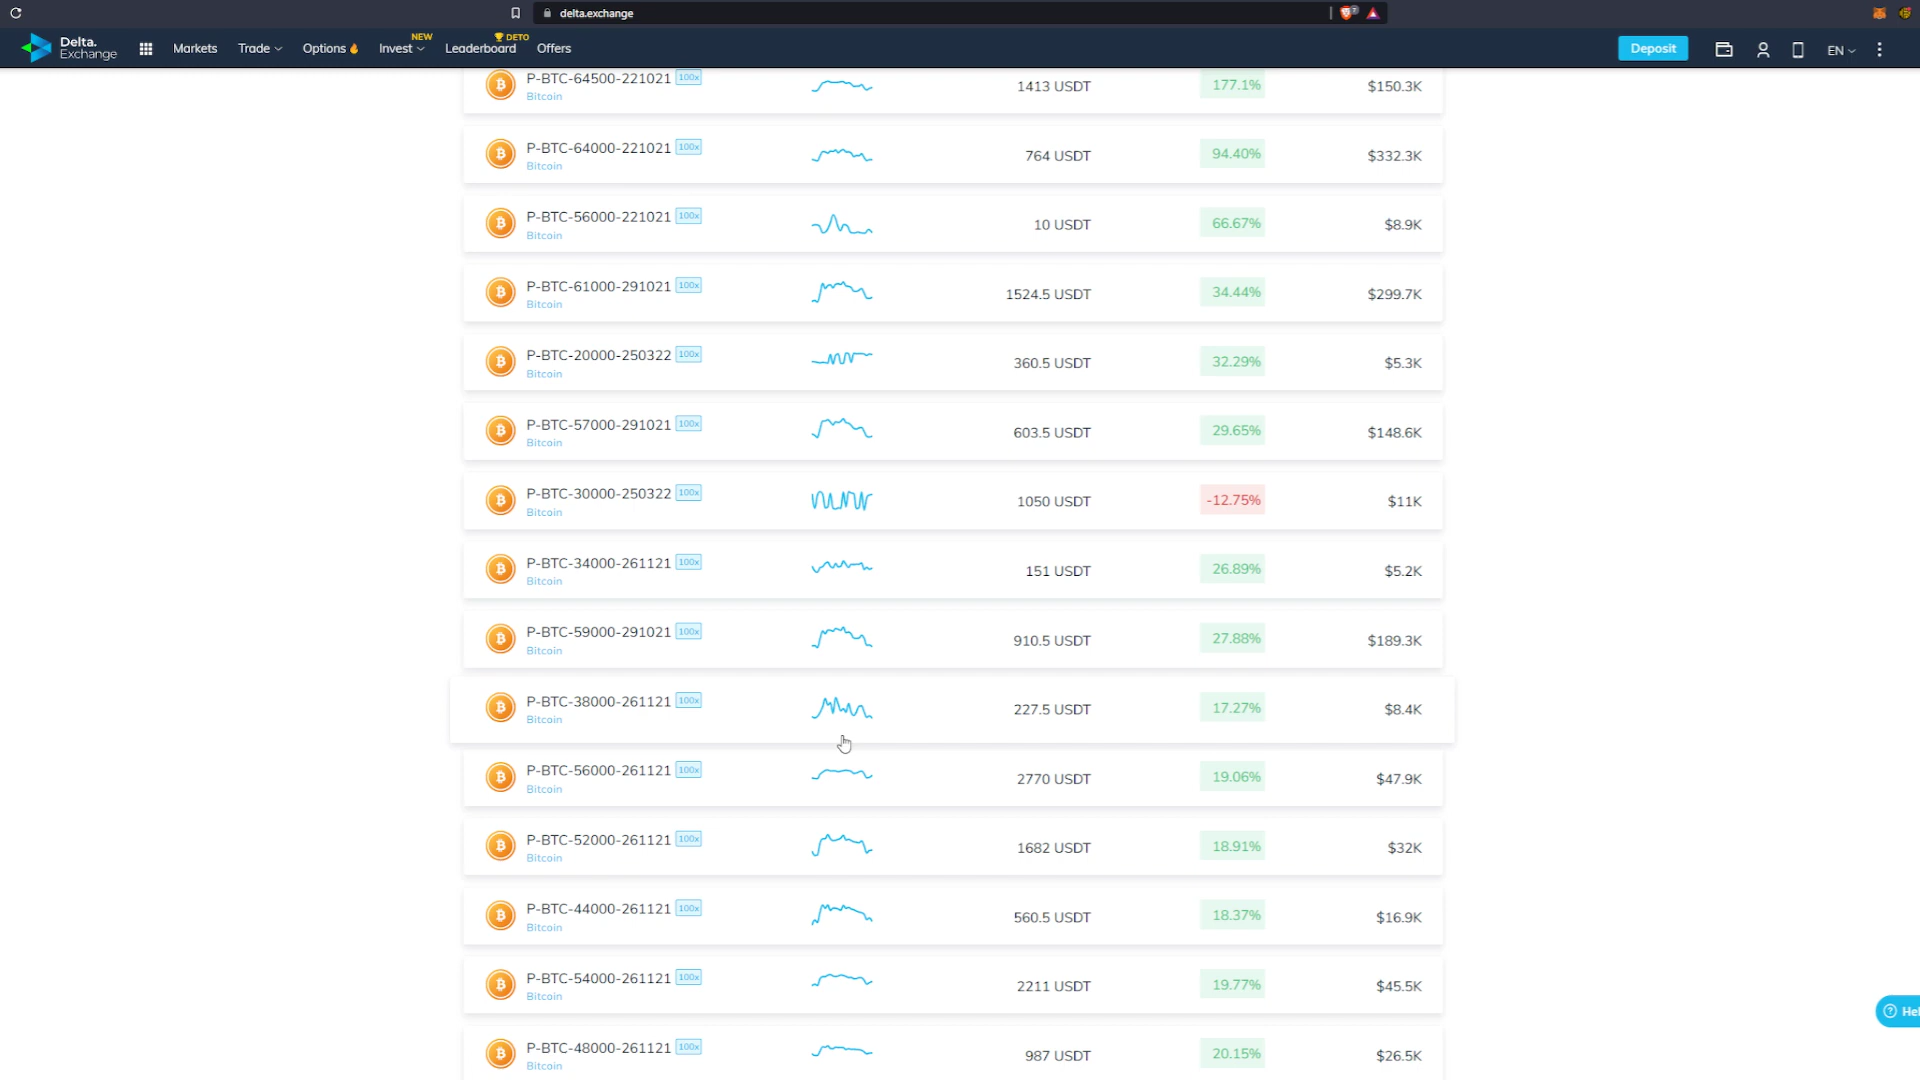 delta.exchange
Delta.
Exchange
Markets
Trade
Options
Invest
NEW
Leaderboard
DETO
Offers
Deposit
EN
P-BTC-64500-221021 100x 1413 USDT 177.1% $150.3K
Bitcoin
P-BTC-64000-221021 100x 764 USDT 94.40% $332.3K
Bitcoin
P-BTC-56000-221021 100x 10 USDT 66.67% $8.9K
Bitcoin
P-BTC-61000-291021 100x 1524.5 USDT 34.44% $299.7K
Bitcoin
P-BTC-20000-250322 100x 360.5 USDT 32.29% $5.3K
Bitcoin
P-BTC-57000-291021 100x 603.5 USDT 29.65% $148.6K
Bitcoin
P-BTC-30000-250322 100x 1050 USDT -12.75% $11K
Bitcoin
P-BTC-34000-261121 100x 151 USDT 26.89% $5.2K
Bitcoin
P-BTC-59000-291021 100x 910.5 USDT 27.88% $189.3K
Bitcoin
P-BTC-38000-261121 100x 227.5 USDT 17.27% $8.4K
Bitcoin
P-BTC-56000-261121 100x 2770 USDT 19.06% $47.9K
Bitcoin
P-BTC-52000-261121 100x 1682 USDT 18.91% $32K
Bitcoin
P-BTC-44000-261121 100x 560.5 USDT 18.37% $16.9K
Bitcoin
P-BTC-54000-261121 100x 2211 USDT 19.77% $45.5K
Bitcoin
P-BTC-48000-261121 100x 987 USDT 20.15% $26.5K
Bitcoin